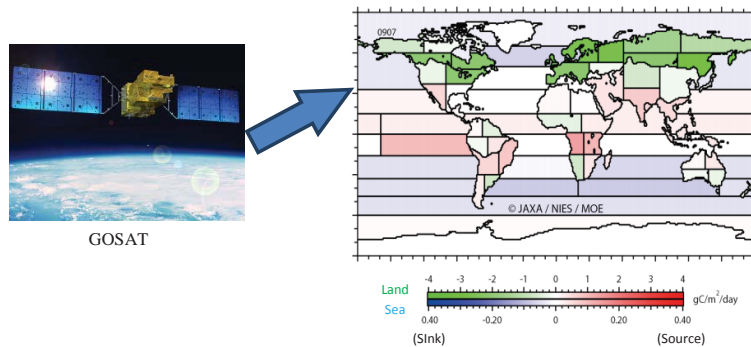 0907
© JAXA / NIES / MOE
GOSAT
-4 -3 -2 -1 0 1 2 3 4
Land
gC/m²/day
Sea
0.40 -0.20 0 0.20 0.40
(SInk) (Source)